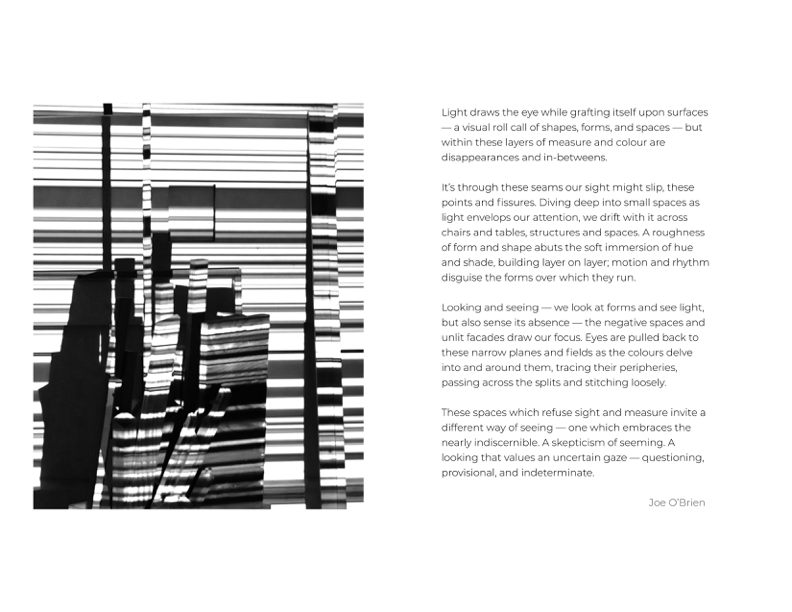 Light draws the eye while grafting itself upon surfaces
— a visual roll call of shapes, forms, and spaces — but
within these layers of measure and colour are
disappearances and in-betweens.
It's through these seams our sight might slip, these
points and fissures. Diving deep into small spaces as
light envelops our attention, we drift with it across
chairs and tables, structures and spaces. A roughness
of form and shape abuts the soft immersion of hue
and shade, building layer on layer; motion and rhythm
disguise the forms over which they run.
Looking and seeing — we look at forms and see light,
but also sense its absence — the negative spaces and
unlit facades draw our focus. Eyes are pulled back to
these narrow planes and fields as the colours delve
into and around them, tracing their peripheries,
passing across the splits and stitching loosely.
These spaces which refuse sight and measure invite a
different way of seeing — one which embraces the
nearly indiscernible. A skepticism of seeming. A
looking that values an uncertain gaze — questioning,
provisional, and indeterminate.
Joe O'Brien